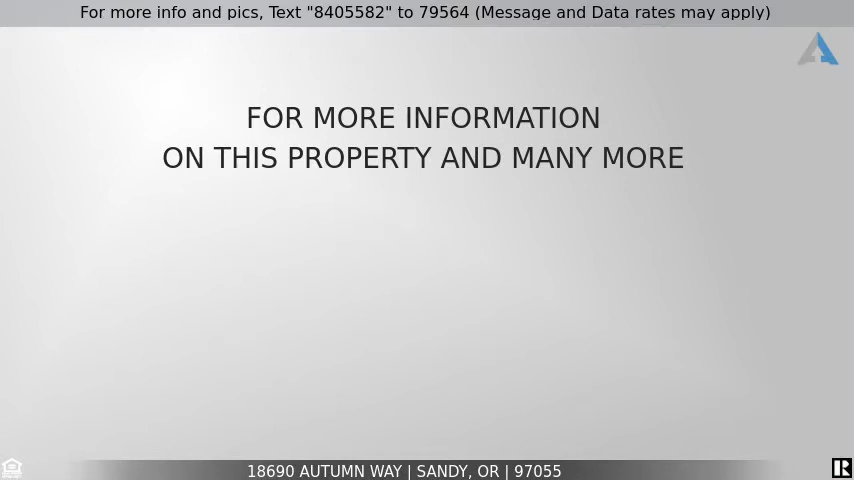 For more info and pics, Text "8405582" to 79564 (Message and Data rates may apply)
FOR MORE INFORMATION
ON THIS PROPERTY AND MANY MORE
18690 AUTUMN WAY | SANDY, OR | 97055